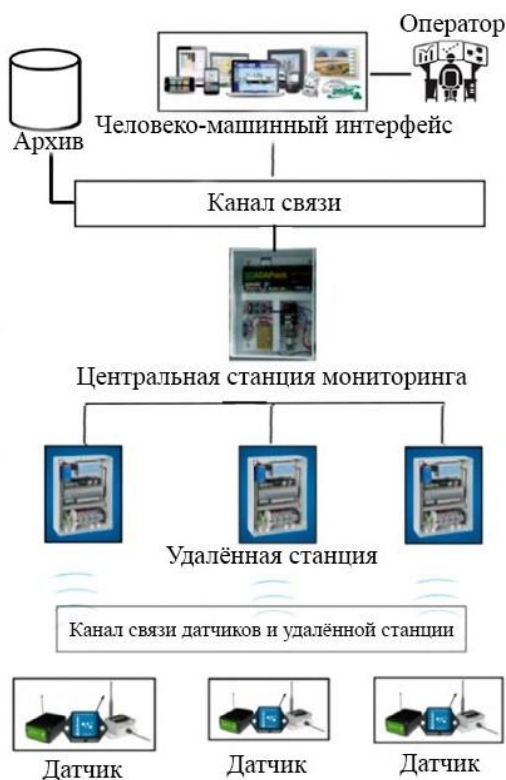 Оператор
Человеко-машинный интерфейс
Архив
Канал связи
Центральная станция мониторинга
Удалённая станция
Канал связи датчиков и удалённой станции
Датчик
Датчик
Датчик